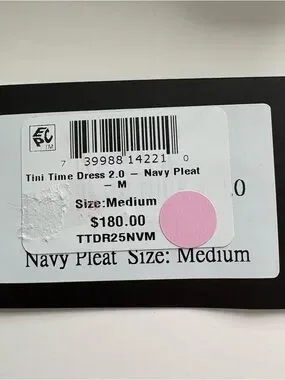 EPC
TM
7 39988 14221 0
Tini Time Dress 2.0 — Navy Pleat
— M
Size:Medium
$180.00
TTDR25NVM
.0
Navy Pleat Size: Medium